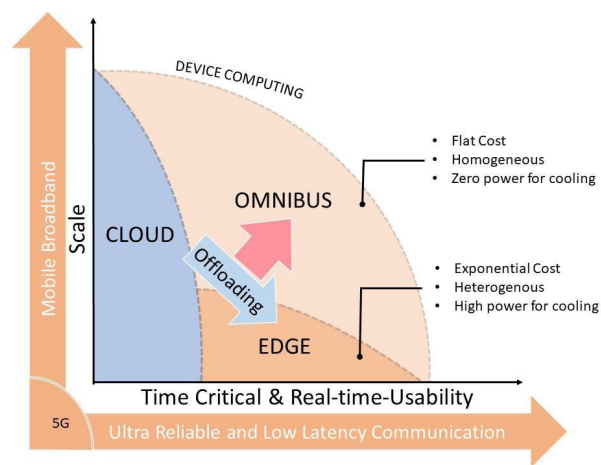 DEVICE COMPUTING
• Flat Cost
• Homogeneous
• Zero power for cooling
OMNIBUS
CLOUD
Offloading
• Exponential Cost
• Heterogenous
• High power for cooling
EDGE
Mobile Broadband
Scale
Time Critical & Real-time-Usability
5G
Ultra Reliable and Low Latency Communication